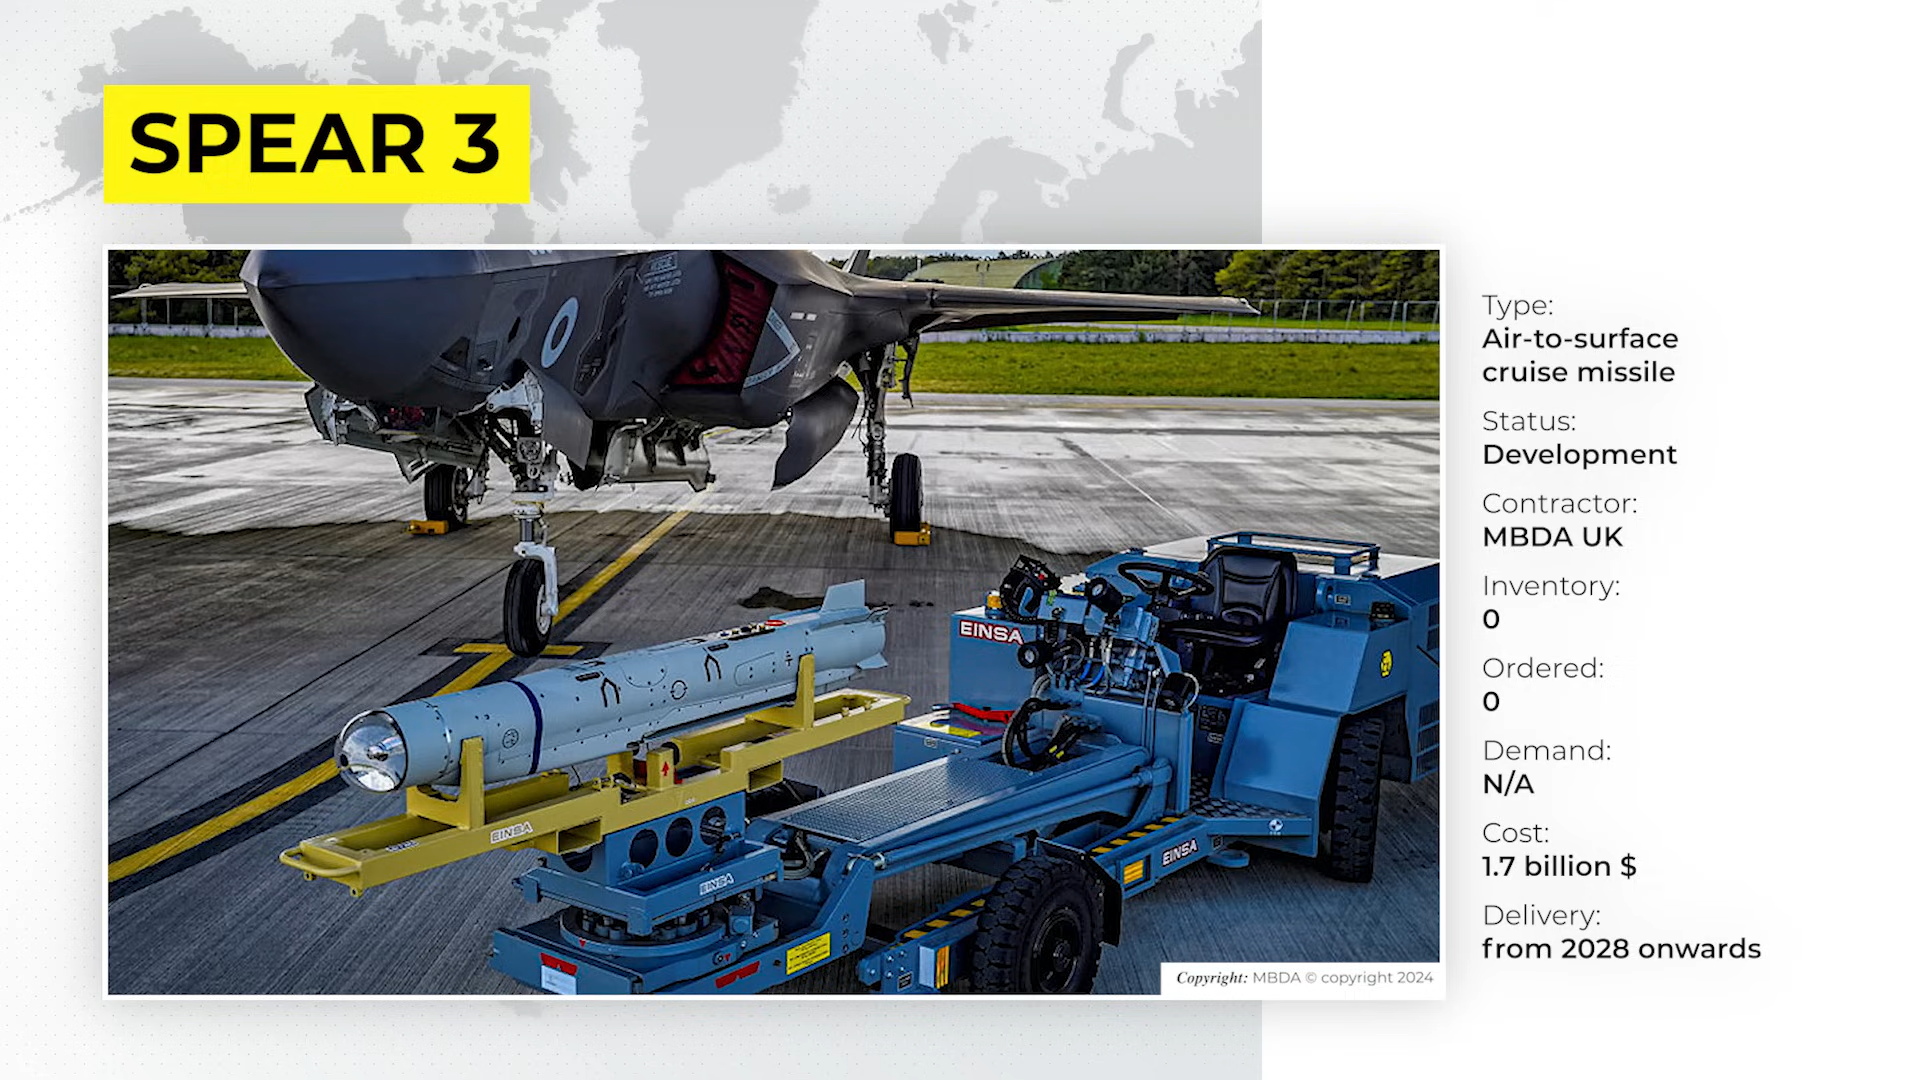 SPEAR 3
Type:
Air-to-surface
cruise missile
Status:
Development
Contractor:
MBDA UK
Inventory:
0
Ordered:
0
Demand:
N/A
Cost:
1.7 billion $
Delivery:
from 2028 onwards
EINSA
EINSA
EINSA
EINSA
Copyright: MBDA © copyright 2024